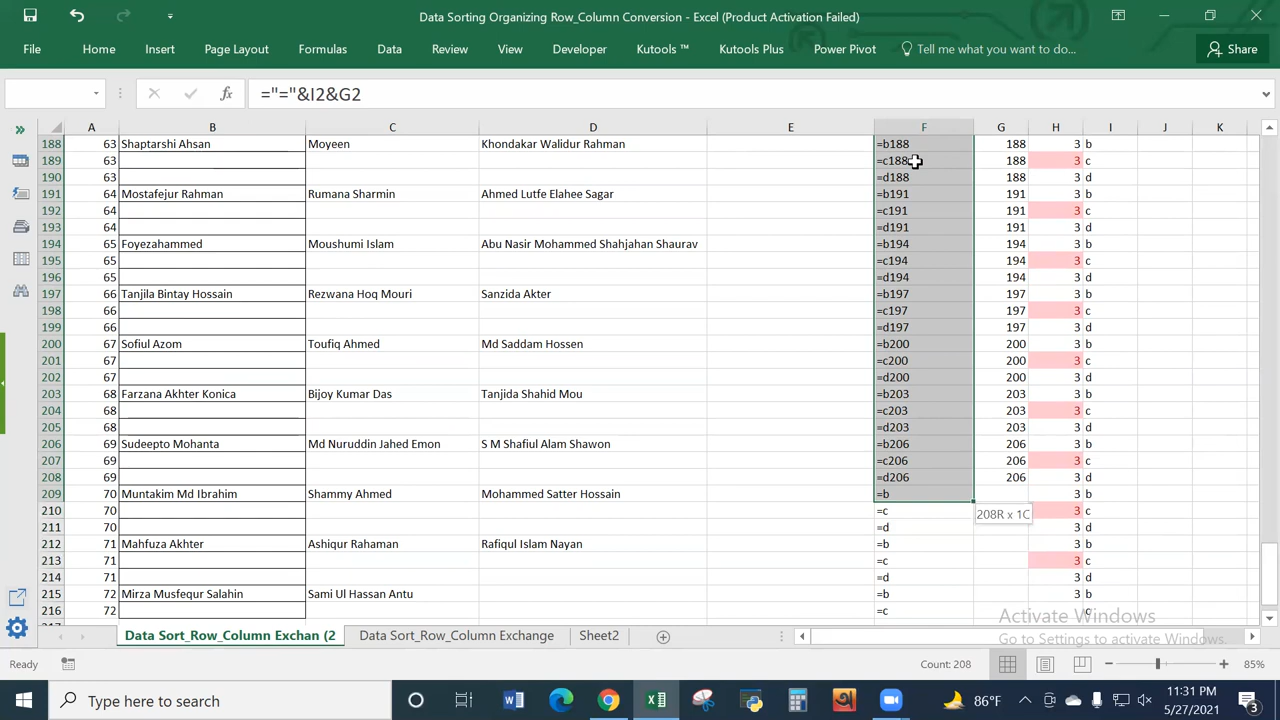 Data Sorting Organizing Row_Column Conversion - Excel (Product Activation Failed)
File Home Insert Page Layout Formulas Data Review View Developer Kutools ™ Kutools Plus Power Pivot Tell me what you want to do... Share
fx ="="&I2&G2
A B C D E F G H I J K
188 63 Shaptarshi Ahsan Moyeen Khondakar Walidur Rahman =b188 188 3 b
189 63 =c188 188 3 c
190 63 =d188 188 3 d
191 64 Mostafejur Rahman Rumana Sharmin Ahmed Lutfe Elahee Sagar =b191 191 3 b
192 64 =c191 191 3 c
193 64 =d191 191 3 d
194 65 Foyezahammed Moushumi Islam Abu Nasir Mohammed Shahjahan Shaurav =b194 194 3 b
195 65 =c194 194 3 c
196 65 =d194 194 3 d
197 66 Tanjila Bintay Hossain Rezwana Hoq Mouri Sanzida Akter =b197 197 3 b
198 66 =c197 197 3 c
199 66 =d197 197 3 d
200 67 Sofiul Azom Toufiq Ahmed Md Saddam Hossen =b200 200 3 b
201 67 =c200 200 3 c
202 67 =d200 200 3 d
203 68 Farzana Akhter Konica Bijoy Kumar Das Tanjida Shahid Mou =b203 203 3 b
204 68 =c203 203 3 c
205 68 =d203 203 3 d
206 69 Sudeepto Mohanta Md Nuruddin Jahed Emon S M Shafiul Alam Shawon =b206 206 3 b
207 69 =c206 206 3 c
208 69 =d206 206 3 d
209 70 Muntakim Md Ibrahim Shammy Ahmed Mohammed Satter Hossain =b 3 b
208R x 1C
210 70 =c 3 c
211 70 =d 3 d
212 71 Mahfuza Akhter Ashiqur Rahaman Rafiqul Islam Nayan =b 3 b
213 71 =c 3 c
214 71 =d 3 d
215 72 Mirza Musfequr Salahin Sami Ul Hassan Antu =b 3 b
216 72 =c 3 c
Activate Windows
Go to Settings to activate Windows.
Data Sort_Row_Column Exchan (2 Data Sort_Row_Column Exchange Sheet2
Ready Count: 208 85%
Type here to search 86°F 11:31 PM
5/27/2021 3